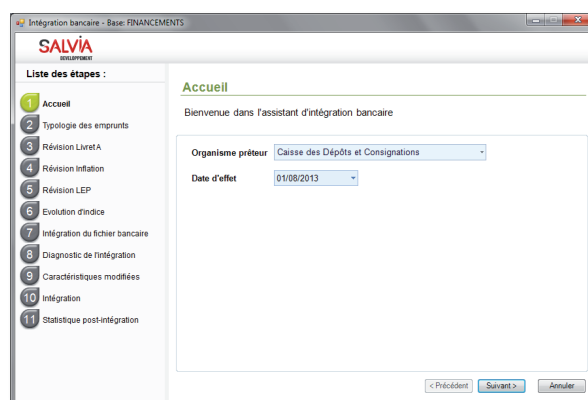 Intégration bancaire - Base: FINANCEMENTS
SALVIA
DEVELOPPEMENT
Liste des étapes :
1 Accueil
2 Typologie des emprunts
3 Révision Livret A
4 Révision Inflation
5 Révision LEP
6 Evolution d'indice
7 Intégration du fichier bancaire
8 Diagnostic de l'intégration
9 Caractéristiques modifiées
10 Intégration
11 Statistique post-intégration
Accueil
Bienvenue dans l'assistant d'intégration bancaire
Organisme prêteur Caisse des Dépôts et Consignations
Date d'effet 01/08/2013
< Précédent Suivant > Annuler